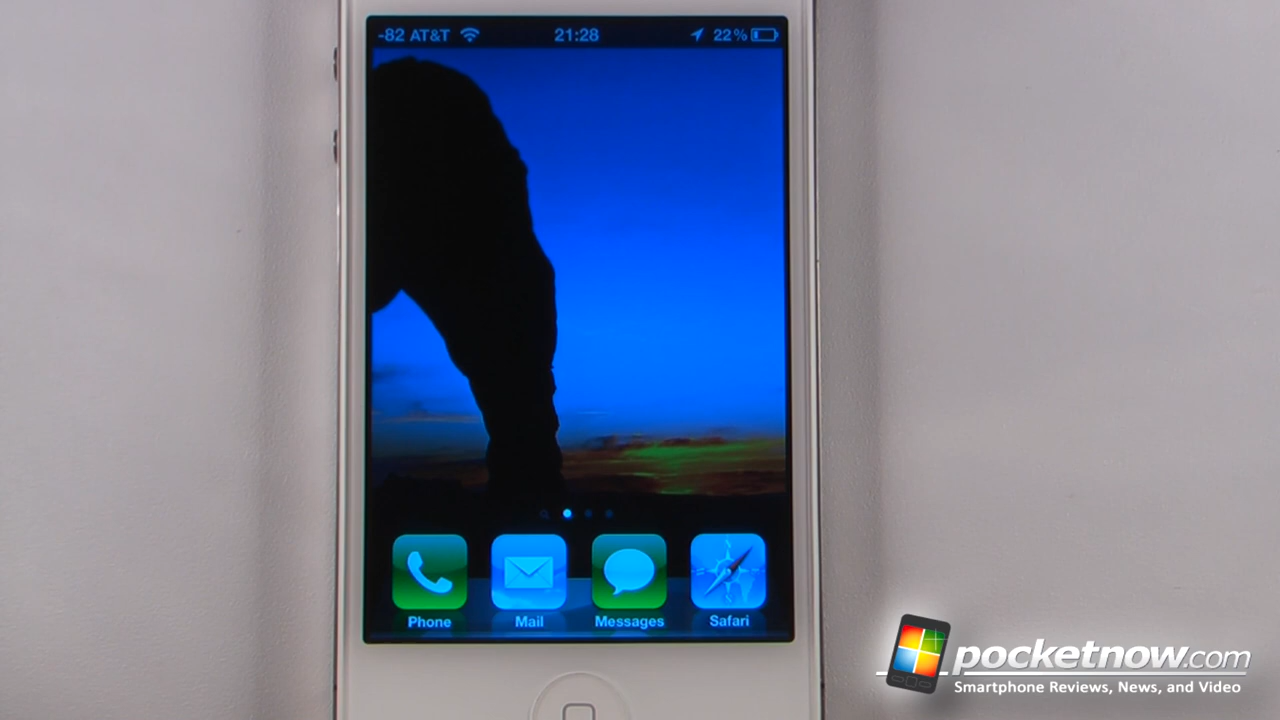 -82 AT&T 21:28 22%
Phone Mail Messages Safari
pocketnow.com
Smartphone Reviews, News, and Video